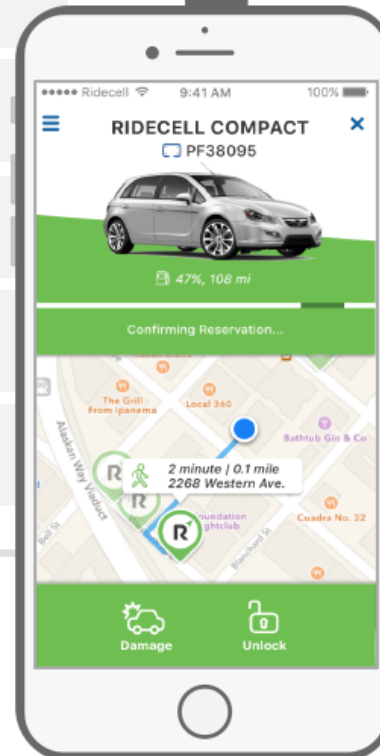 Ridecell 9:41 AM 100%
RIDECELL COMPACT
PF38095
47%, 108 mi
Confirming Reservation...
The Grill
From Ipanema
Local 360
Bathtub Gin & Co
Alaskan Way Viaduct
R
2 minute | 0.1 mile
2268 Western Ave.
R
R
Cuadra No. 32
Bell St
Blanchard St
Damage Unlock